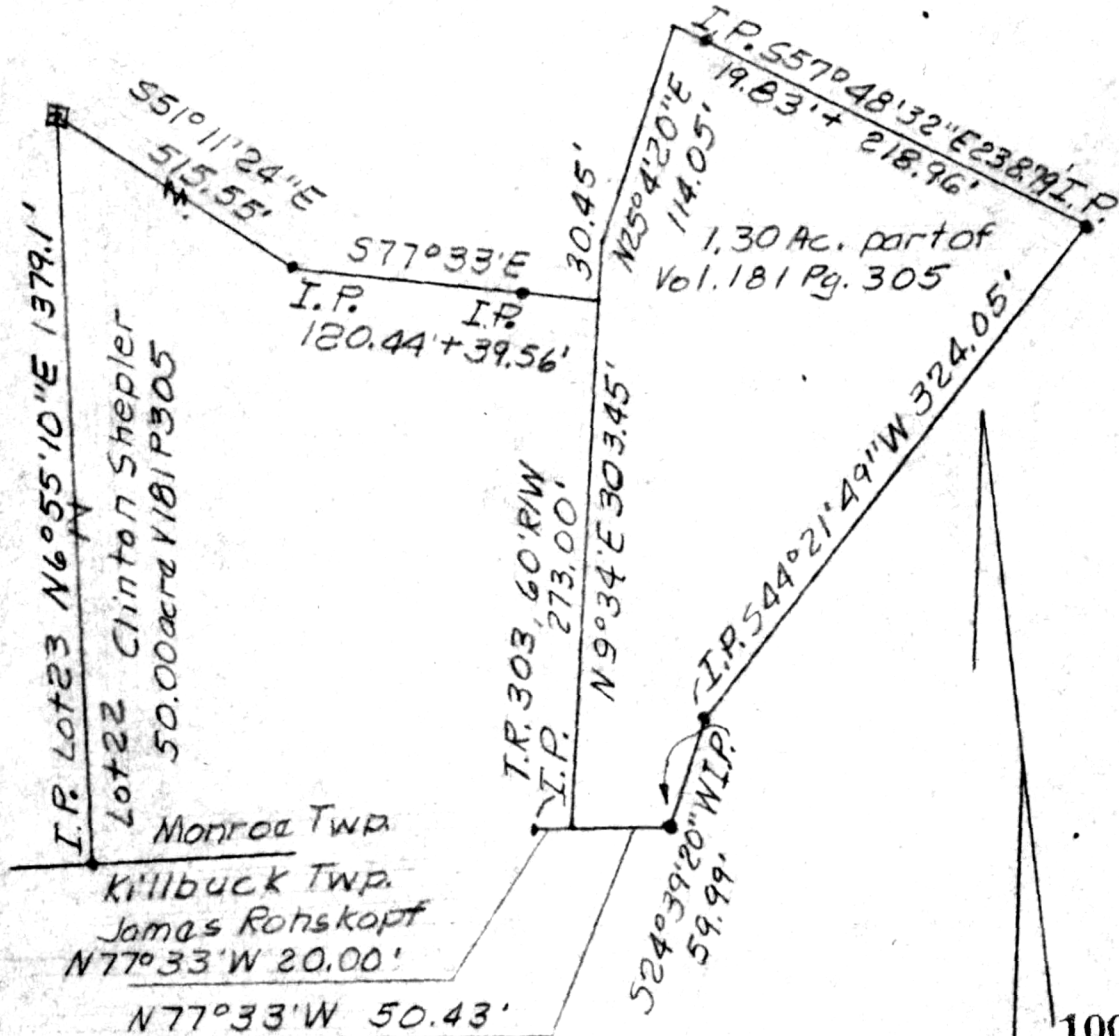 I.P. S57°48'32"E 238.79' I.P.
19.83' + 218.96'
S51°11'24"E
515.55'
N25°4'20"E
114.05'
30.45'
1.30 Ac. part of
Vol. 181 Pg. 305
S77°33'E
I.P. I.P.
120.44' + 39.56'
I.P. Lot 23 N6°55'10"E 1379.1'
Lot 22 Clinton Shepler
50.00 acre V181 P305
T.R. 303, 60' R/W
I.P. 273.00'
N9°34'E 303.45'
I.P. S44°21'49"W 324.05'
S24°39'20"W I.P.
59.99'
Monroe Twp.
Killbuck Twp.
James Rohskopf
N77°33'W 20.00'
N77°33'W 50.43'